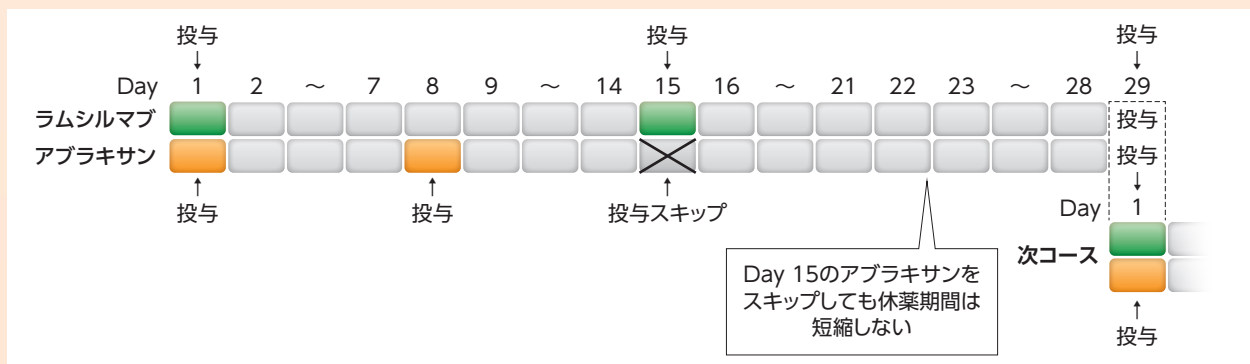 投与 投与 投与
↓ ↓ ↓
Day 1 2 ～ 7 8 9 ～ 14 15 16 ～ 21 22 23 ～ 28 29
ラムシルマブ 投与
アブラキサン 投与
↑ ↑ ↑ ↓
投与 投与 投与スキップ
Day 1
次コース
Day 15のアブラキサンを
スキップしても休薬期間は
短縮しない
↑
投与